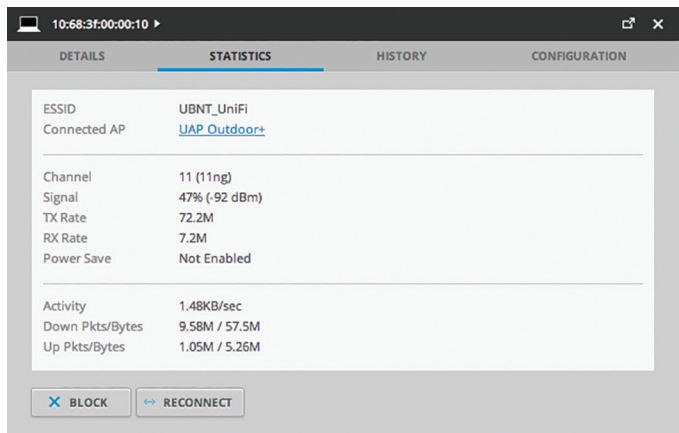 10:68:3f:00:00:10
DETAILS STATISTICS HISTORY CONFIGURATION
ESSID UBNT_UniFi
Connected AP UAP Outdoor+
Channel 11 (11ng)
Signal 47% (-92 dBm)
TX Rate 72.2M
RX Rate 7.2M
Power Save Not Enabled
Activity 1.48KB/sec
Down Pkts/Bytes 9.58M / 57.5M
Up Pkts/Bytes 1.05M / 5.26M
BLOCK RECONNECT